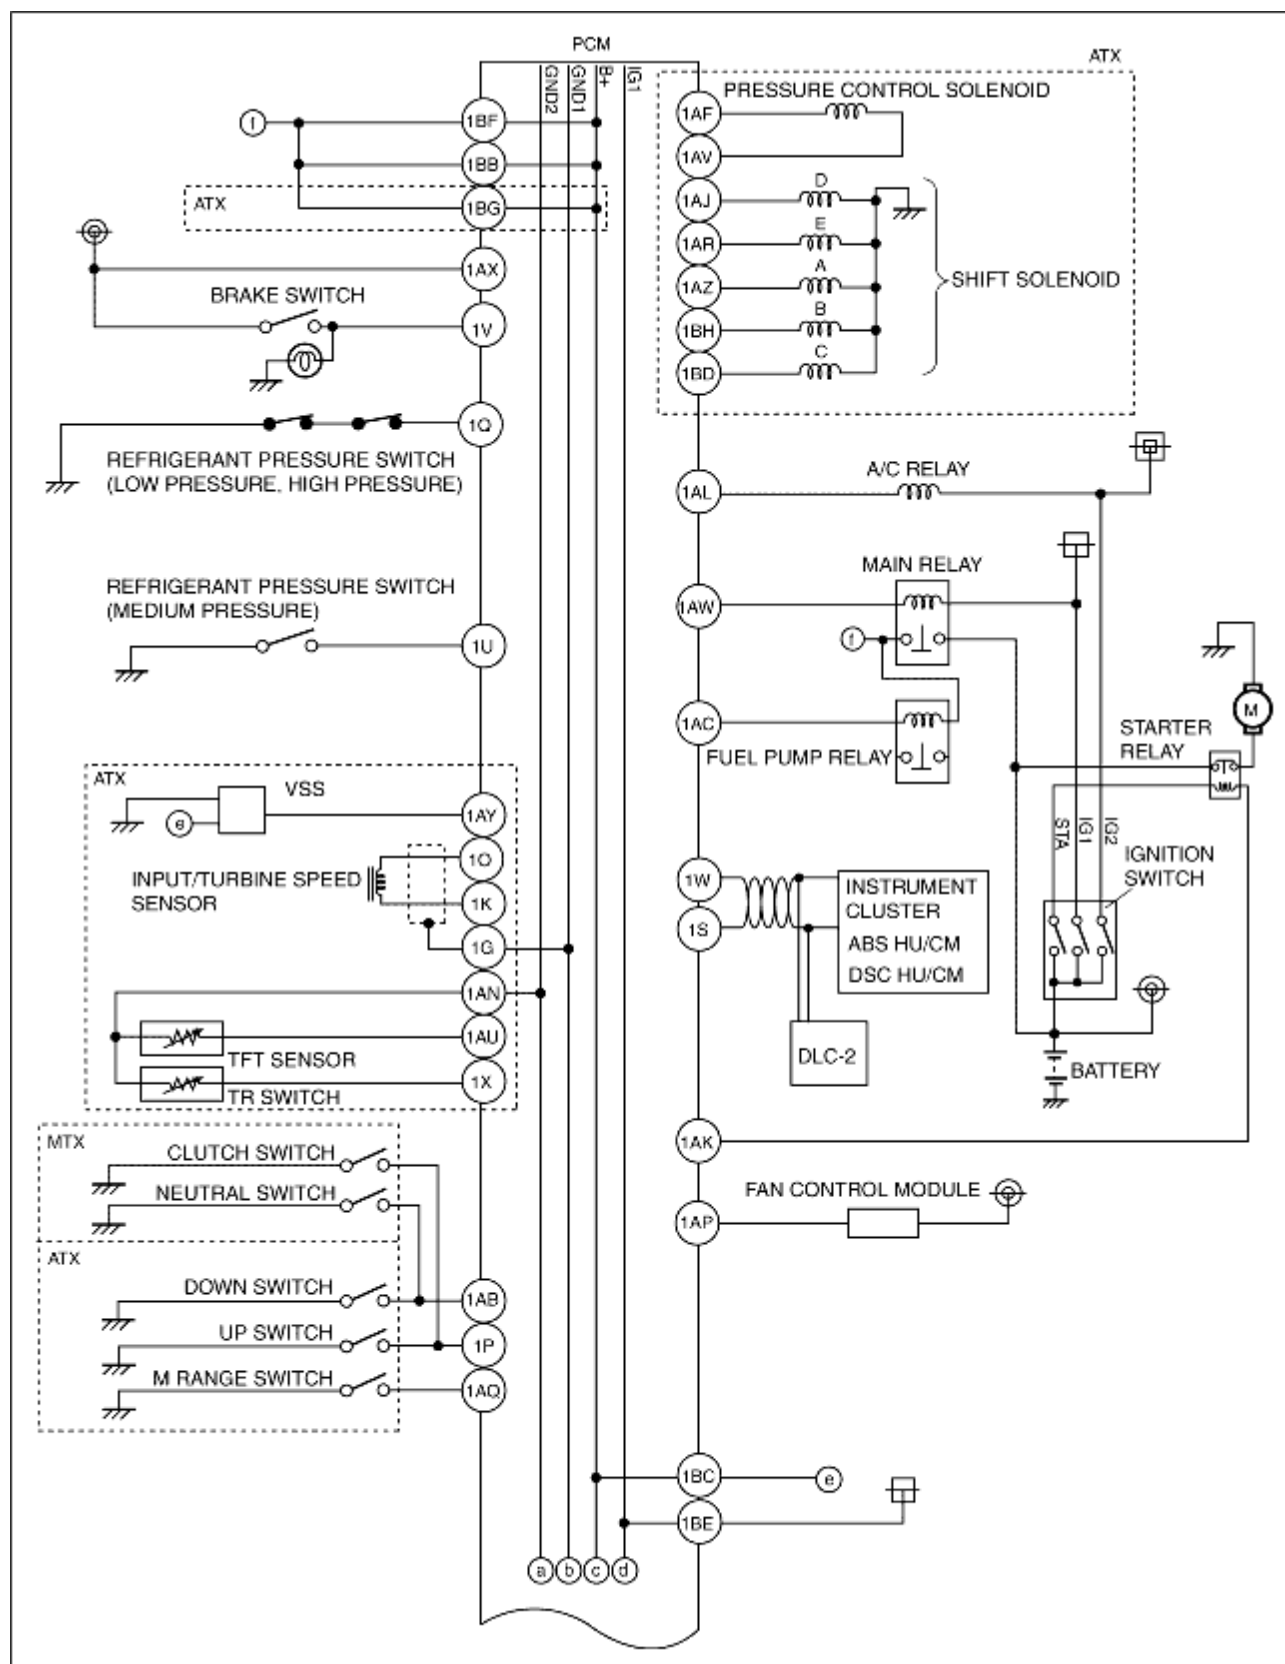 PCM
GND2
GND1
B+
IG1
ATX
PRESSURE CONTROL SOLENOID
f
1BF
1AF
1BB
1AV
ATX
1BG
1AJ
D
1AR
E
1AX
1AZ
A
SHIFT SOLENOID
BRAKE SWITCH
1V
1BH
B
1BD
C
1Q
REFRIGERANT PRESSURE SWITCH
(LOW PRESSURE, HIGH PRESSURE)
A/C RELAY
1AL
MAIN RELAY
REFRIGERANT PRESSURE SWITCH
(MEDIUM PRESSURE)
1AW
f
1U
M
1AC
STARTER
RELAY
FUEL PUMP RELAY
ATX
VSS
e
1AY
STA
IG1
IG2
IGNITION
SWITCH
1O
INPUT/TURBINE SPEED
SENSOR
1K
1W
INSTRUMENT
CLUSTER
1S
ABS HU/CM
DSC HU/CM
1G
1AN
1AU
TFT SENSOR
DLC-2
BATTERY
1X
TR SWITCH
MTX
CLUTCH SWITCH
1AK
NEUTRAL SWITCH
FAN CONTROL MODULE
1AP
ATX
DOWN SWITCH
1AB
UP SWITCH
1P
M RANGE SWITCH
1AQ
1BC
e
1BE
a
b
c
d